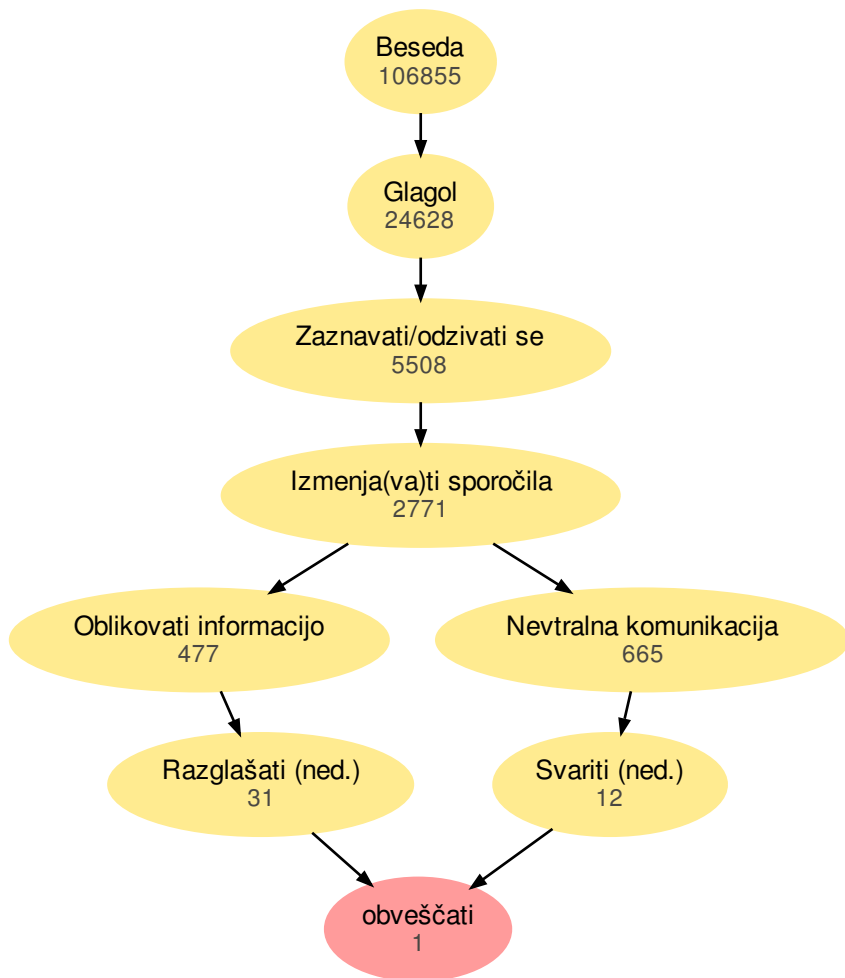 Beseda
106855
Glagol
24628
Zaznavati/odzivati se
5508
Izmenja(va)ti sporočila
2771
Oblikovati informacijo
477
Nevtralna komunikacija
665
Razglašati (ned.)
31
Svariti (ned.)
12
obveščati
1